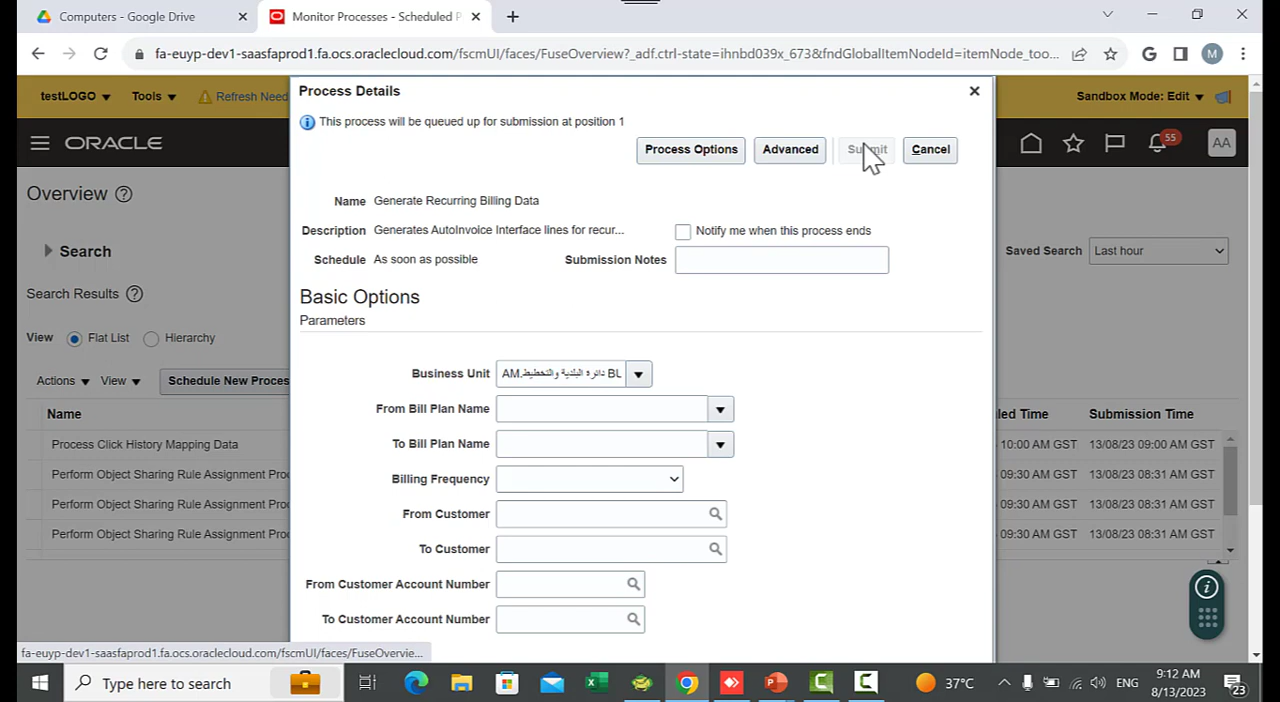 Computers - Google Drive
Monitor Processes - Scheduled P
fa-euyp-dev1-saasfaprod1.fa.ocs.oraclecloud.com/fscmUI/faces/FuseOverview?_adf.ctrl-state=ihnbd039x_673&fndGlobalItemNodeId=itemNode_too...
G
M
testLOGO
Tools
Refresh Need
Sandbox Mode: Edit
ORACLE
55
AA
Process Details
This process will be queued up for submission at position 1
Process Options
Advanced
Submit
Cancel
Name Generate Recurring Billing Data
Description Generates AutoInvoice Interface lines for recur...
Notify me when this process ends
Schedule As soon as possible
Submission Notes
Basic Options
Parameters
Business Unit AM.دائرة البلدية والتخطيط BU
From Bill Plan Name
To Bill Plan Name
Billing Frequency
From Customer
To Customer
From Customer Account Number
To Customer Account Number
Overview
Search
Saved Search Last hour
Search Results
View Flat List Hierarchy
Actions View Schedule New Proces
Name
led Time Submission Time
Process Click History Mapping Data
10:00 AM GST 13/08/23 09:00 AM GST
Perform Object Sharing Rule Assignment Proc
09:30 AM GST 13/08/23 08:31 AM GST
Perform Object Sharing Rule Assignment Proc
09:30 AM GST 13/08/23 08:31 AM GST
Perform Object Sharing Rule Assignment Proc
09:30 AM GST 13/08/23 08:31 AM GST
fa-euyp-dev1-saasfaprod1.fa.ocs.oraclecloud.com/fscmUI/faces/FuseOvervie...
Type here to search
37°C
ENG
9:12 AM
8/13/2023
23